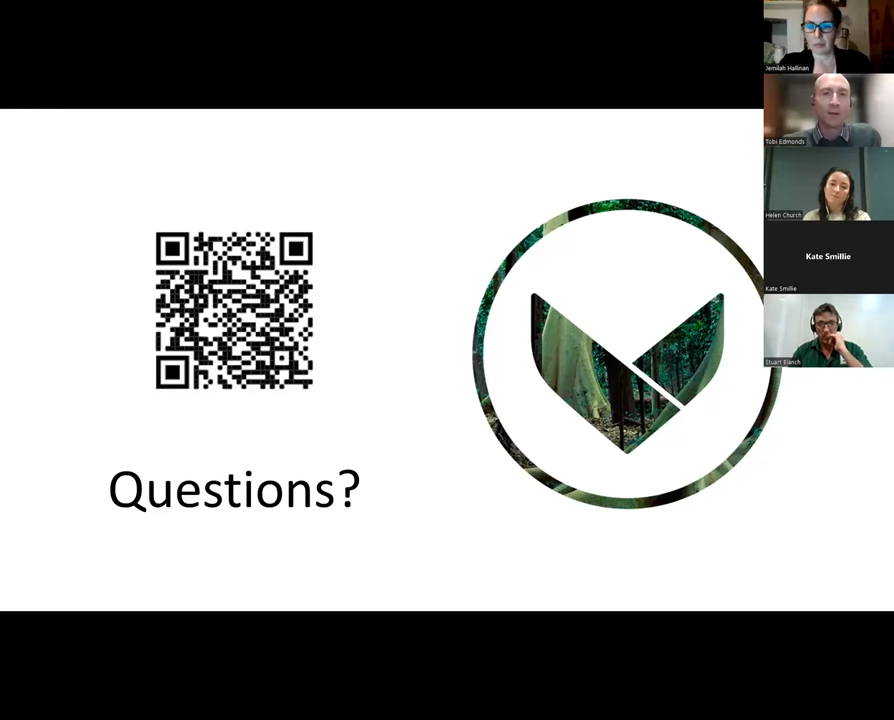 Jemilah Hallinan
Tobi Edmonds
Helen Church
Kate Smillie
Kate Smillie
Stuart Blanch
Questions?